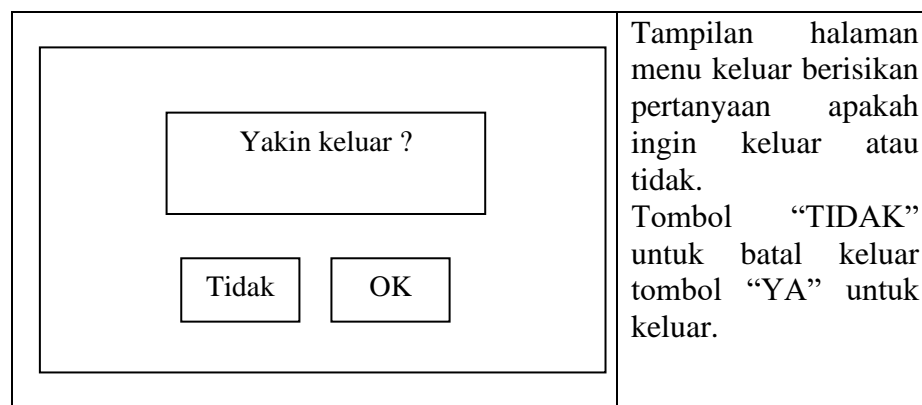 Yakin keluar ?
Tidak
OK
Tampilan halaman
menu keluar berisikan
pertanyaan apakah
ingin keluar atau
tidak.
Tombol “TIDAK”
untuk batal keluar
tombol “YA” untuk
keluar.